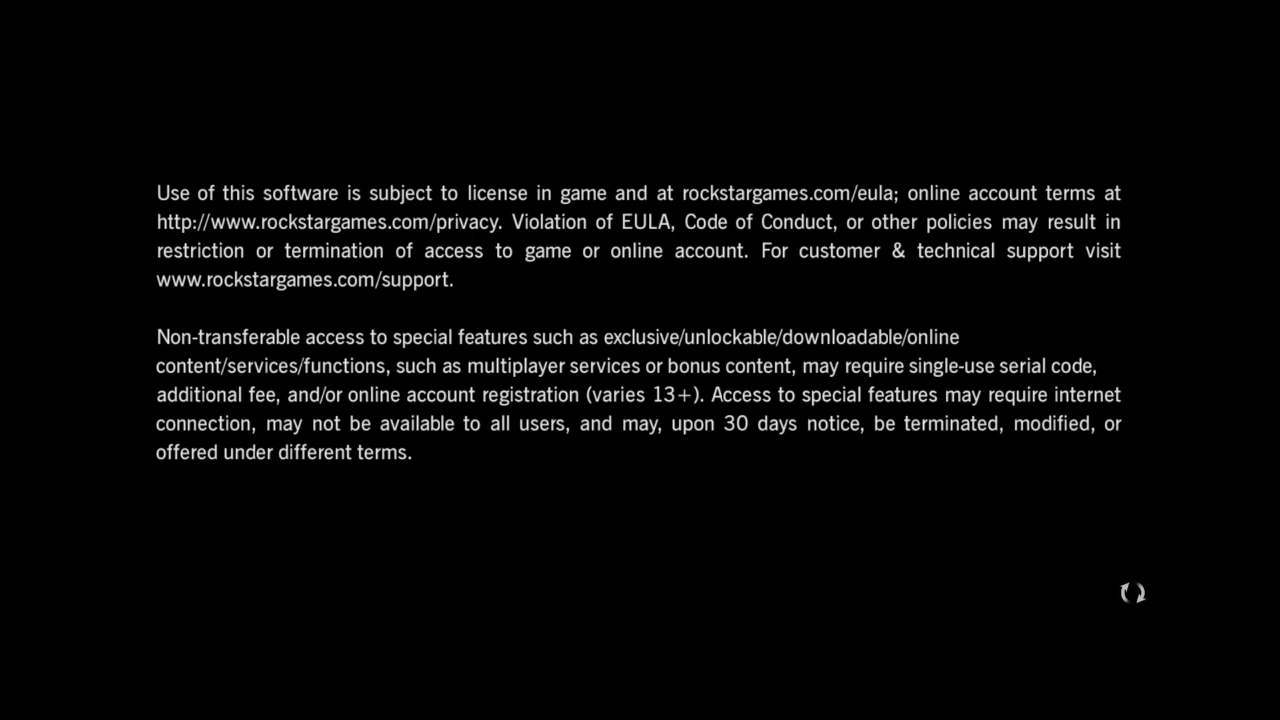 Use of this software is subject to license in game and at rockstargames.com/eula; online account terms at
http://www.rockstargames.com/privacy. Violation of EULA, Code of Conduct, or other policies may result in
restriction or termination of access to game or online account. For customer & technical support visit
www.rockstargames.com/support.
Non-transferable access to special features such as exclusive/unlockable/downloadable/online
content/services/functions, such as multiplayer services or bonus content, may require single-use serial code,
additional fee, and/or online account registration (varies 13+). Access to special features may require internet
connection, may not be available to all users, and may, upon 30 days notice, be terminated, modified, or
offered under different terms.